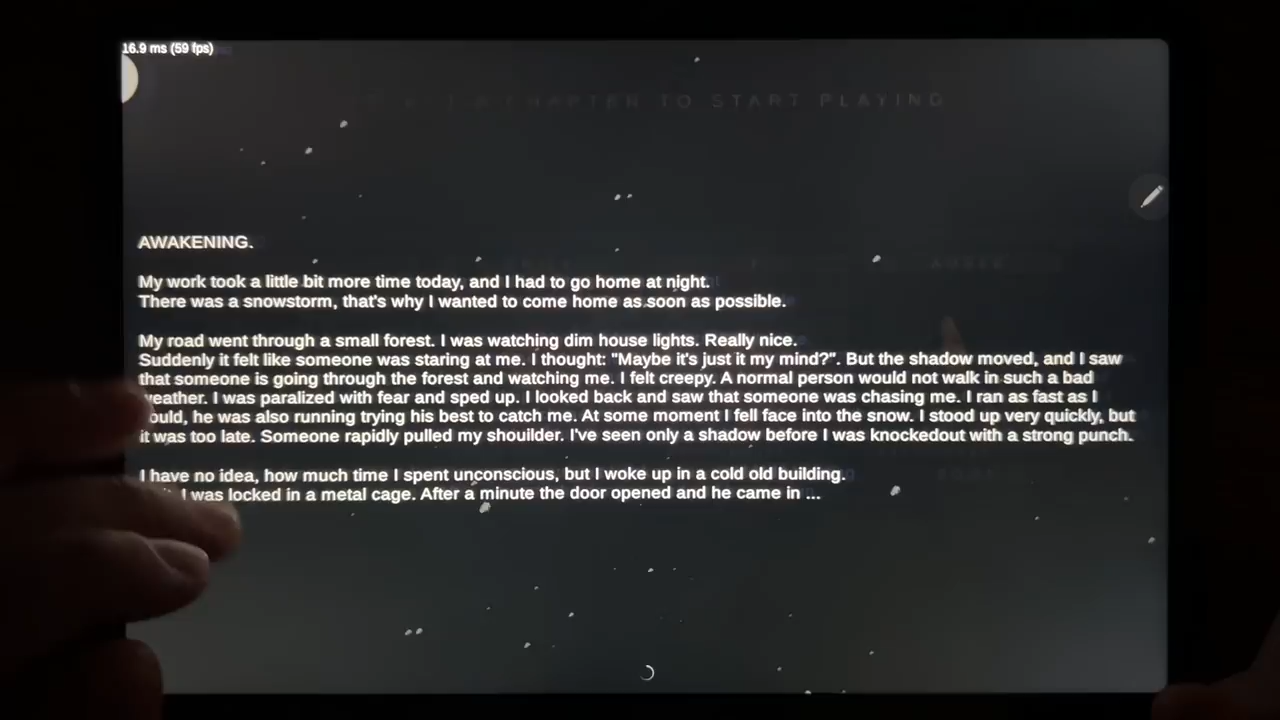 16.9 ms (59 fps)
CHAPTER TO START PLAYING
AWAKENING.
My work took a little bit more time today, and I had to go home at night.
There was a snowstorm, that's why I wanted to come home as soon as possible.
My road went through a small forest. I was watching dim house lights. Really nice.
Suddenly it felt like someone was staring at me. I thought: "Maybe it's just it my mind?". But the shadow moved, and I saw
that someone is going through the forest and watching me. I felt creepy. A normal person would not walk in such a bad
weather. I was paralized with fear and sped up. I looked back and saw that someone was chasing me. I ran as fast as I
could, he was also running trying his best to catch me. At some moment I fell face into the snow. I stood up very quickly, but
it was too late. Someone rapidly pulled my shoulder. I've seen only a shadow before I was knockedout with a strong punch.
I have no idea, how much time I spent unconscious, but I woke up in a cold old building.
I was locked in a metal cage. After a minute the door opened and he came in ...